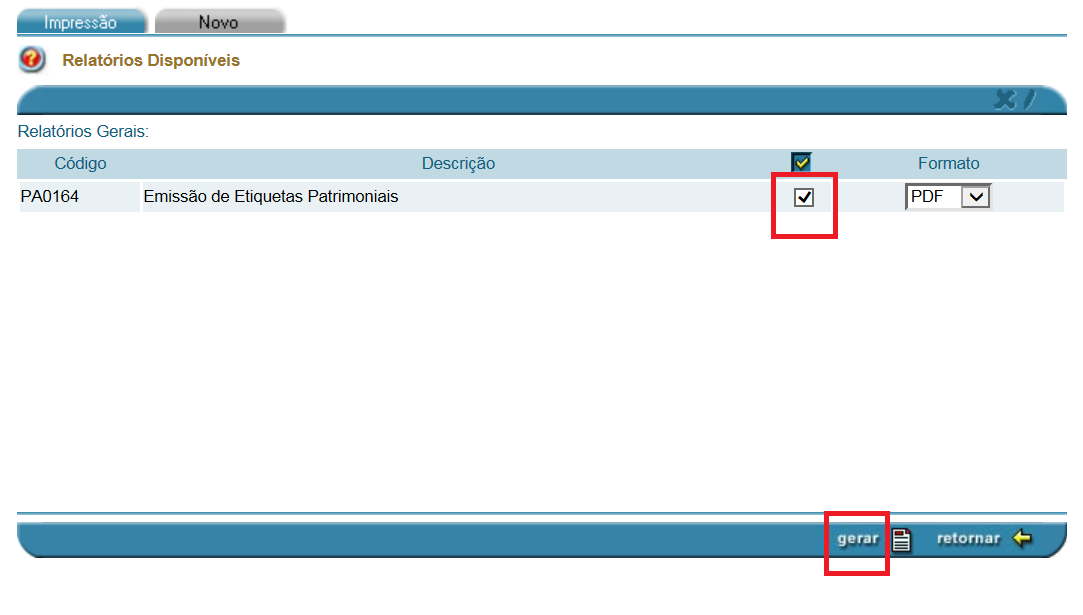 Impressão Novo
Relatórios Disponíveis
Relatórios Gerais:
Código Descrição Formato
PA0164 Emissão de Etiquetas Patrimoniais PDF
gerar retornar